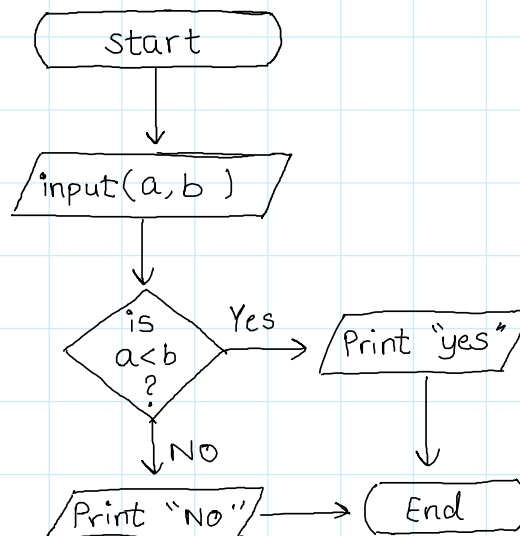 start
input(a,b )
is
a<b
?
Yes
Print "yes"
NO
Print "NO"
End